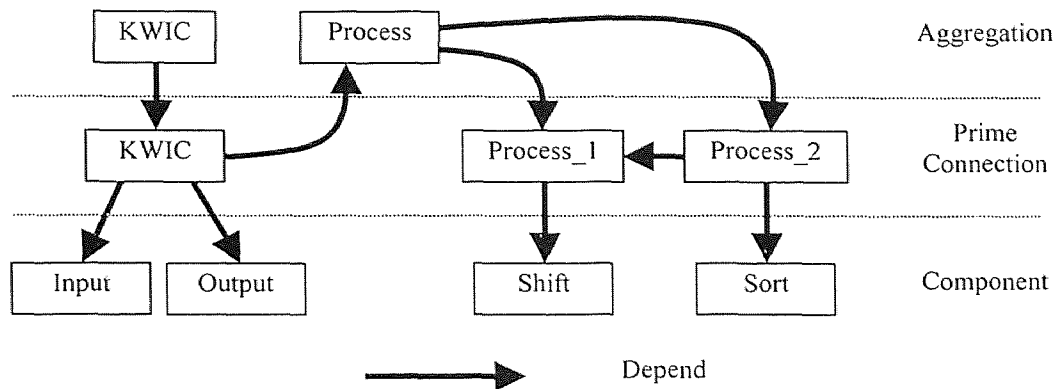 KWIC
Process
Aggregation
KWIC
Process_1
Process_2
Prime
Connection
Input
Output
Shift
Sort
Component
Depend